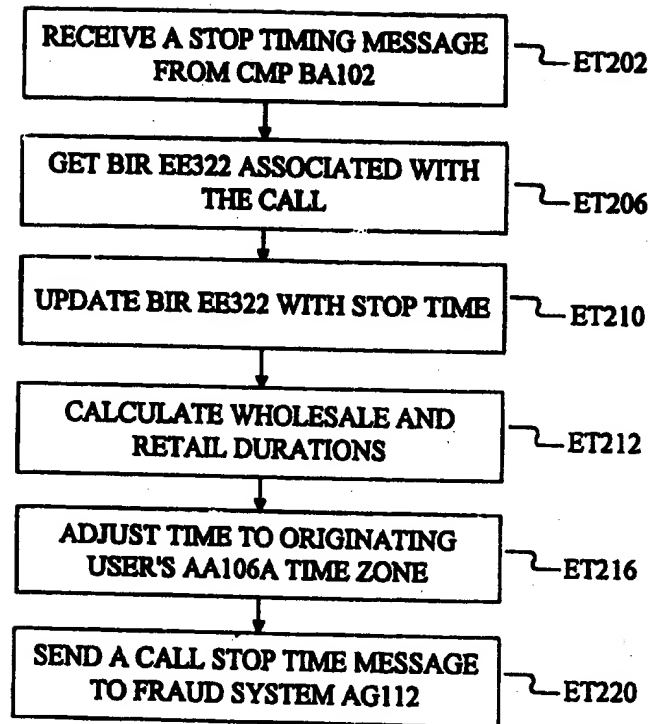 RECEIVE A STOP TIMING MESSAGE
FROM CMP BA102
ET202
GET BIR EE322 ASSOCIATED WITH
THE CALL
ET206
UPDATE BIR EE322 WITH STOP TIME
ET210
CALCULATE WHOLESALE AND
RETAIL DURATIONS
ET212
ADJUST TIME TO ORIGINATING
USER'S AA106A TIME ZONE
ET216
SEND A CALL STOP TIME MESSAGE
TO FRAUD SYSTEM AG112
ET220